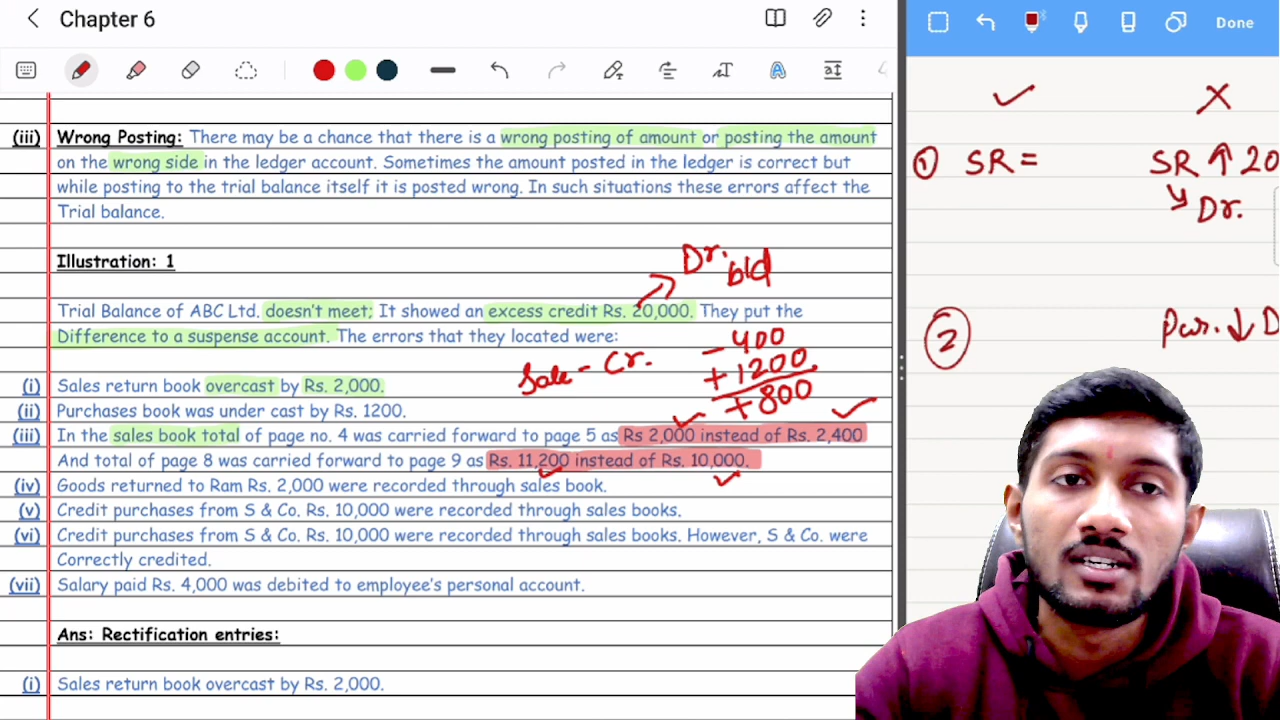 Chapter 6
Done
(iii) Wrong Posting: There may be a chance that there is a wrong posting of amount or posting the amount
on the wrong side in the ledger account. Sometimes the amount posted in the ledger is correct but
while posting to the trial balance itself it is posted wrong. In such situations these errors affect the
Trial balance.
Illustration: 1
Dr. bld
Trial Balance of ABC Ltd. doesn't meet; It showed an excess credit Rs. 20,000. They put the
Difference to a suspense account. The errors that they located were:
Sale - Cr.
- 400
+ 1200
+ 800
(i) Sales return book overcast by Rs. 2,000.
(ii) Purchases book was under cast by Rs. 1200.
(iii) In the sales book total of page no. 4 was carried forward to page 5 as Rs 2,000 instead of Rs. 2,400
And total of page 8 was carried forward to page 9 as Rs. 11,200 instead of Rs. 10,000.
(iv) Goods returned to Ram Rs. 2,000 were recorded through sales book.
(v) Credit purchases from S & Co. Rs. 10,000 were recorded through sales books.
(vi) Credit purchases from S & Co. Rs. 10,000 were recorded through sales books. However, S & Co. were
Correctly credited.
(vii) Salary paid Rs. 4,000 was debited to employee's personal account.
Ans: Rectification entries:
(i) Sales return book overcast by Rs. 2,000.
① SR = SR ↑ 20
Dr.
② Pur. ↓ D